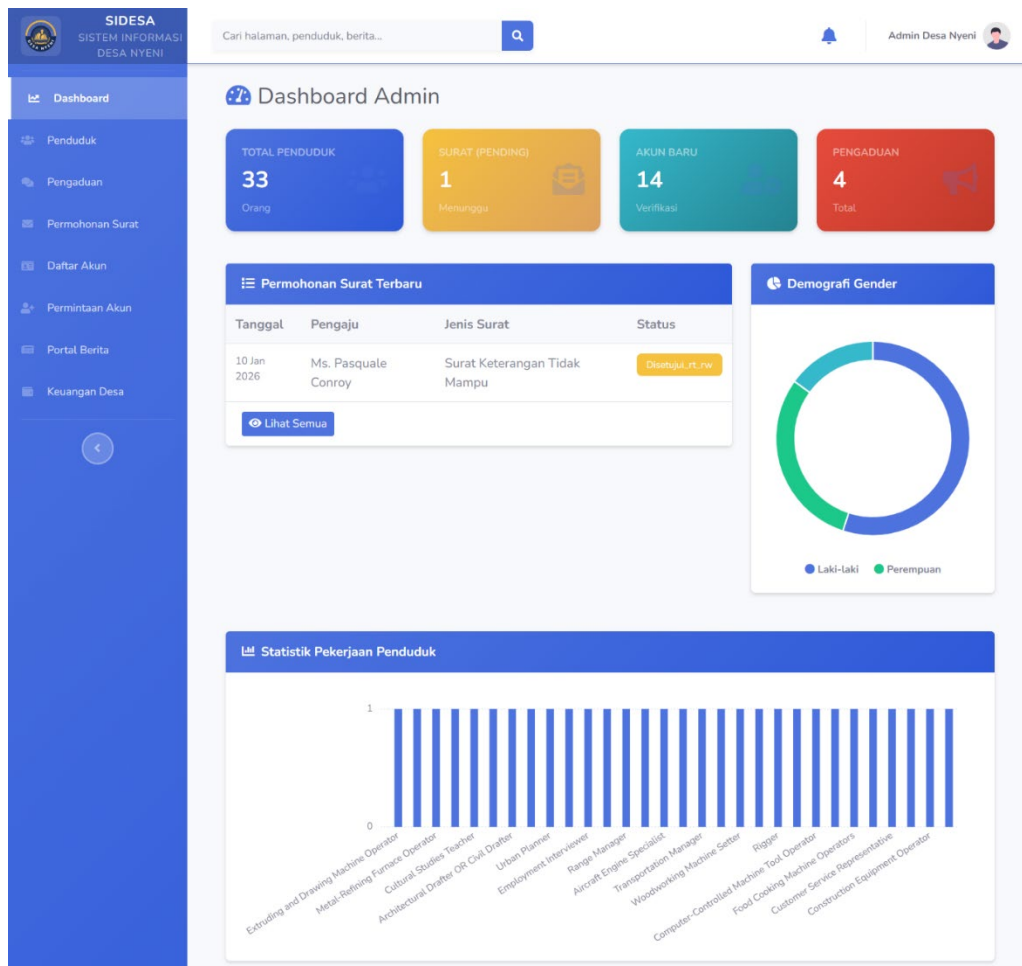 SIDESA
SISTEM INFORMASI
DESA NYENI
Cari halaman, penduduk, berita...
Admin Desa Nyeni
Dashboard
Penduduk
Pengaduan
Permohonan Surat
Daftar Akun
Permintaan Akun
Portal Berita
Keuangan Desa
Dashboard Admin
TOTAL PENDUDUK
33
Orang
SURAT (PENDING)
1
Menunggu
AKUN BARU
14
Verifikasi
PENGADUAN
4
Total
Permohonan Surat Terbaru
Tanggal Pengaju Jenis Surat Status
10 Jan 2026 Ms. Pasquale Conroy Surat Keterangan Tidak Mampu Disetujui_rt_rw
Lihat Semua
Demografi Gender
Laki-laki Perempuan
Statistik Pekerjaan Penduduk
1
0
Extruding and Drawing Machine Operator
Metal-Refining Furnace Operator
Cultural Studies Teacher
Architectural Drafter OR Civil Drafter
Urban Planner
Employment Interviewer
Range Manager
Aircraft Engine Specialist
Transportation Manager
Woodworking Machine Setter
Rigger
Computer-Controlled Machine Tool Operator
Food Cooking Machine Operators
Customer Service Representative
Construction Equipment Operator